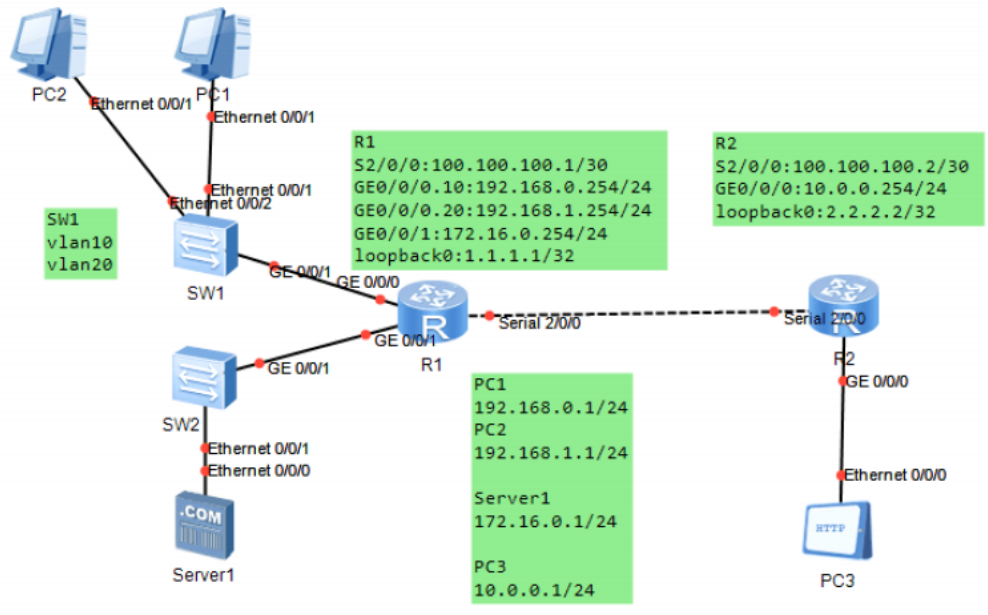 PC2
PC1
Ethernet 0/0/1
Ethernet 0/0/1
Ethernet 0/0/1
Ethernet 0/0/2
SW1
vlan10
vlan20
SW1
GE 0/0/1
GE 0/0/0
R1
S2/0/0:100.100.100.1/30
GE0/0/0.10:192.168.0.254/24
GE0/0/0.20:192.168.1.254/24
GE0/0/1:172.16.0.254/24
loopback0:1.1.1.1/32
R2
S2/0/0:100.100.100.2/30
GE0/0/0:10.0.0.254/24
loopback0:2.2.2.2/32
R
Serial 2/0/0
Serial 2/0/0
R
GE 0/0/1
R1
R2
GE 0/0/1
GE 0/0/0
SW2
Ethernet 0/0/1
Ethernet 0/0/0
.COM
Server1
PC1
192.168.0.1/24
PC2
192.168.1.1/24
Server1
172.16.0.1/24
PC3
10.0.0.1/24
Ethernet 0/0/0
HTTP
PC3